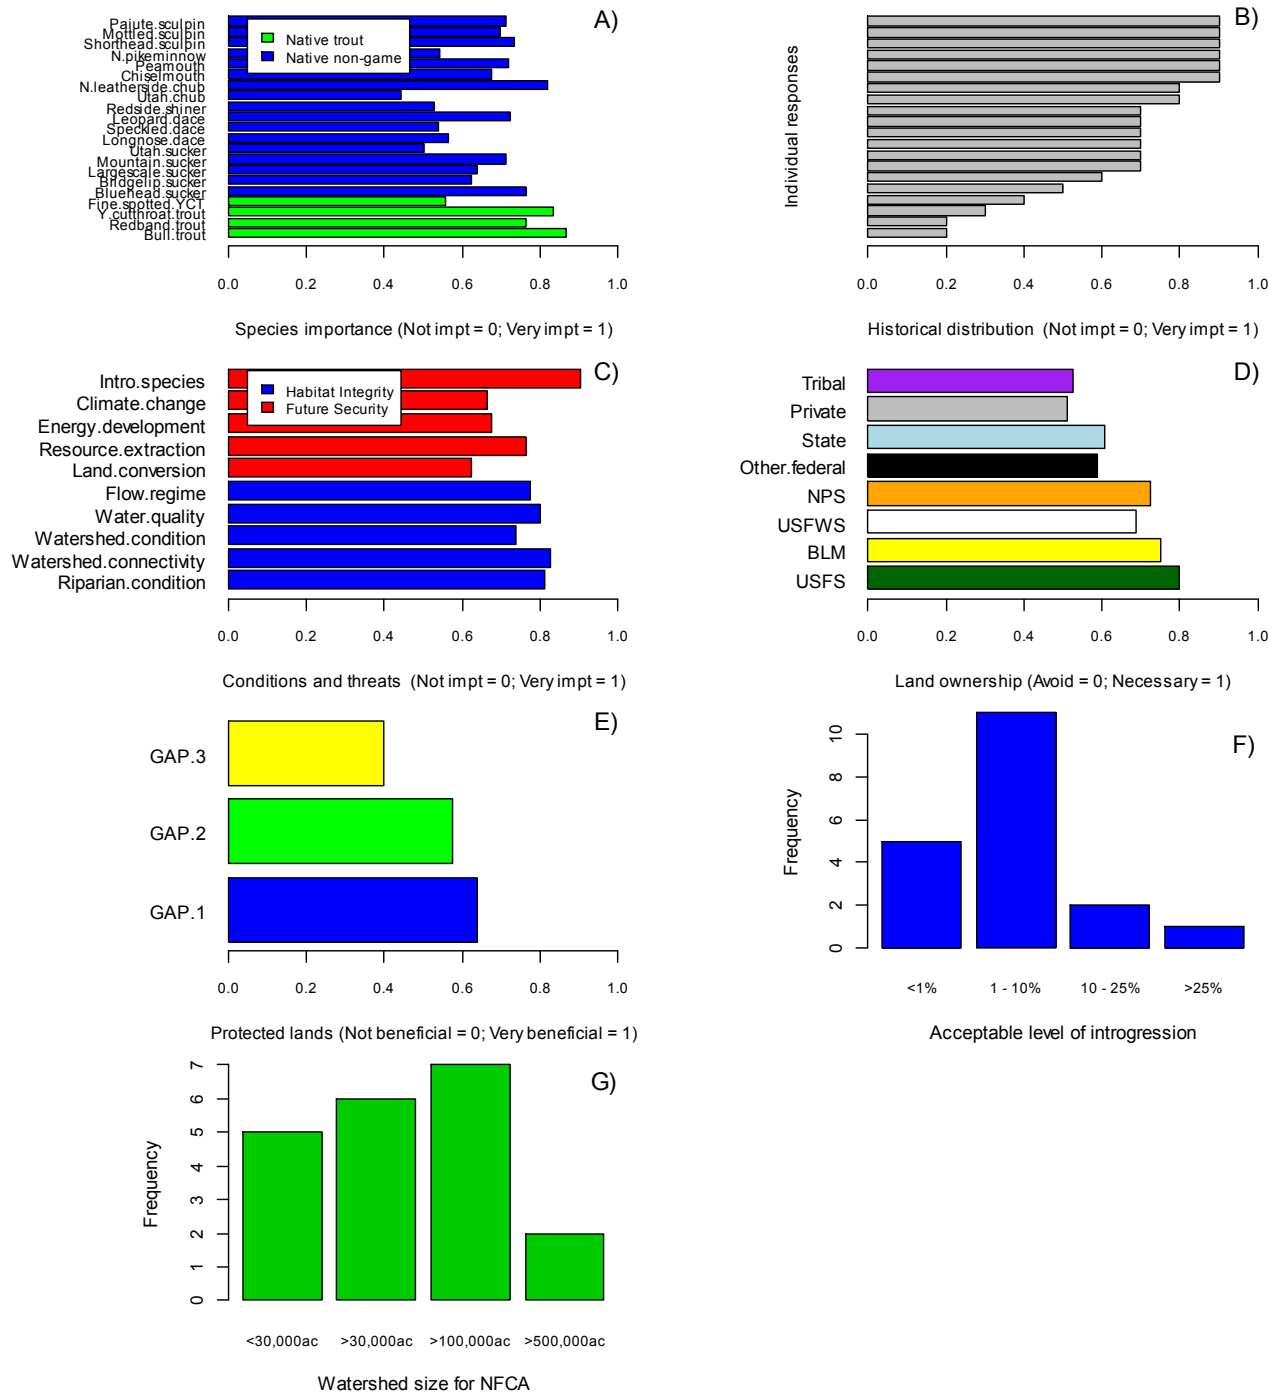 A)
Paiute.sculpin
Mottled.sculpin
Shorthead.sculpin
N.pikeminnow
Peamouth
Chiselmouth
N.leatherside.chub
Utah.chub
Redside.shiner
Leopard.dace
Speckled.dace
Longnose.dace
Utah.sucker
Mountain.sucker
Largescale.sucker
Bridgelip.sucker
Bluehead.sucker
Fine.spotted.YCT
Y.cutthroat.trout
Redband.trout
Bull.trout
Native trout
Native non-game
0.0 0.2 0.4 0.6 0.8 1.0
Species importance (Not impt = 0; Very impt = 1)
B)
Individual responses
0.0 0.2 0.4 0.6 0.8 1.0
Historical distribution (Not impt = 0; Very impt = 1)
C)
Intro.species
Climate.change
Energy.development
Resource.extraction
Land.conversion
Flow.regime
Water.quality
Watershed.condition
Watershed.connectivity
Riparian.condition
Habitat Integrity
Future Security
0.0 0.2 0.4 0.6 0.8 1.0
Conditions and threats (Not impt = 0; Very impt = 1)
D)
Tribal
Private
State
Other.federal
NPS
USFWS
BLM
USFS
0.0 0.2 0.4 0.6 0.8 1.0
Land ownership (Avoid = 0; Necessary = 1)
E)
GAP.3
GAP.2
GAP.1
0.0 0.2 0.4 0.6 0.8 1.0
Protected lands (Not beneficial = 0; Very beneficial = 1)
F)
Frequency
10
8
6
4
2
0
<1% 1 - 10% 10 - 25% >25%
Acceptable level of introgression
G)
Frequency
7
6
5
4
3
2
1
0
<30,000ac >30,000ac >100,000ac >500,000ac
Watershed size for NFCA